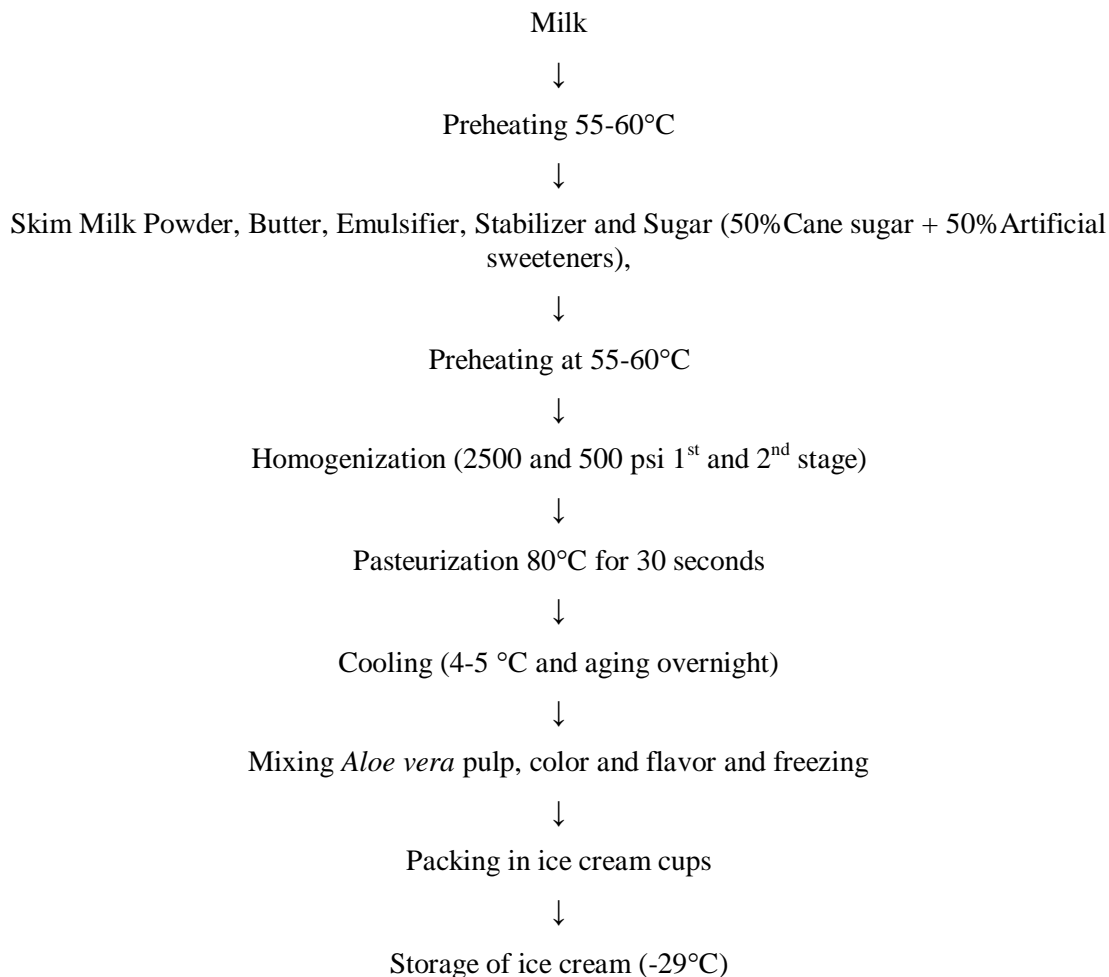 Milk
↓
Preheating 55-60°C
↓
Skim Milk Powder, Butter, Emulsifier, Stabilizer and Sugar (50%Cane sugar + 50%Artificial
sweeteners),
↓
Preheating at 55-60°C
↓
Homogenization (2500 and 500 psi 1st and 2nd stage)
↓
Pasteurization 80°C for 30 seconds
↓
Cooling (4-5 °C and aging overnight)
↓
Mixing Aloe vera pulp, color and flavor and freezing
↓
Packing in ice cream cups
↓
Storage of ice cream (-29°C)